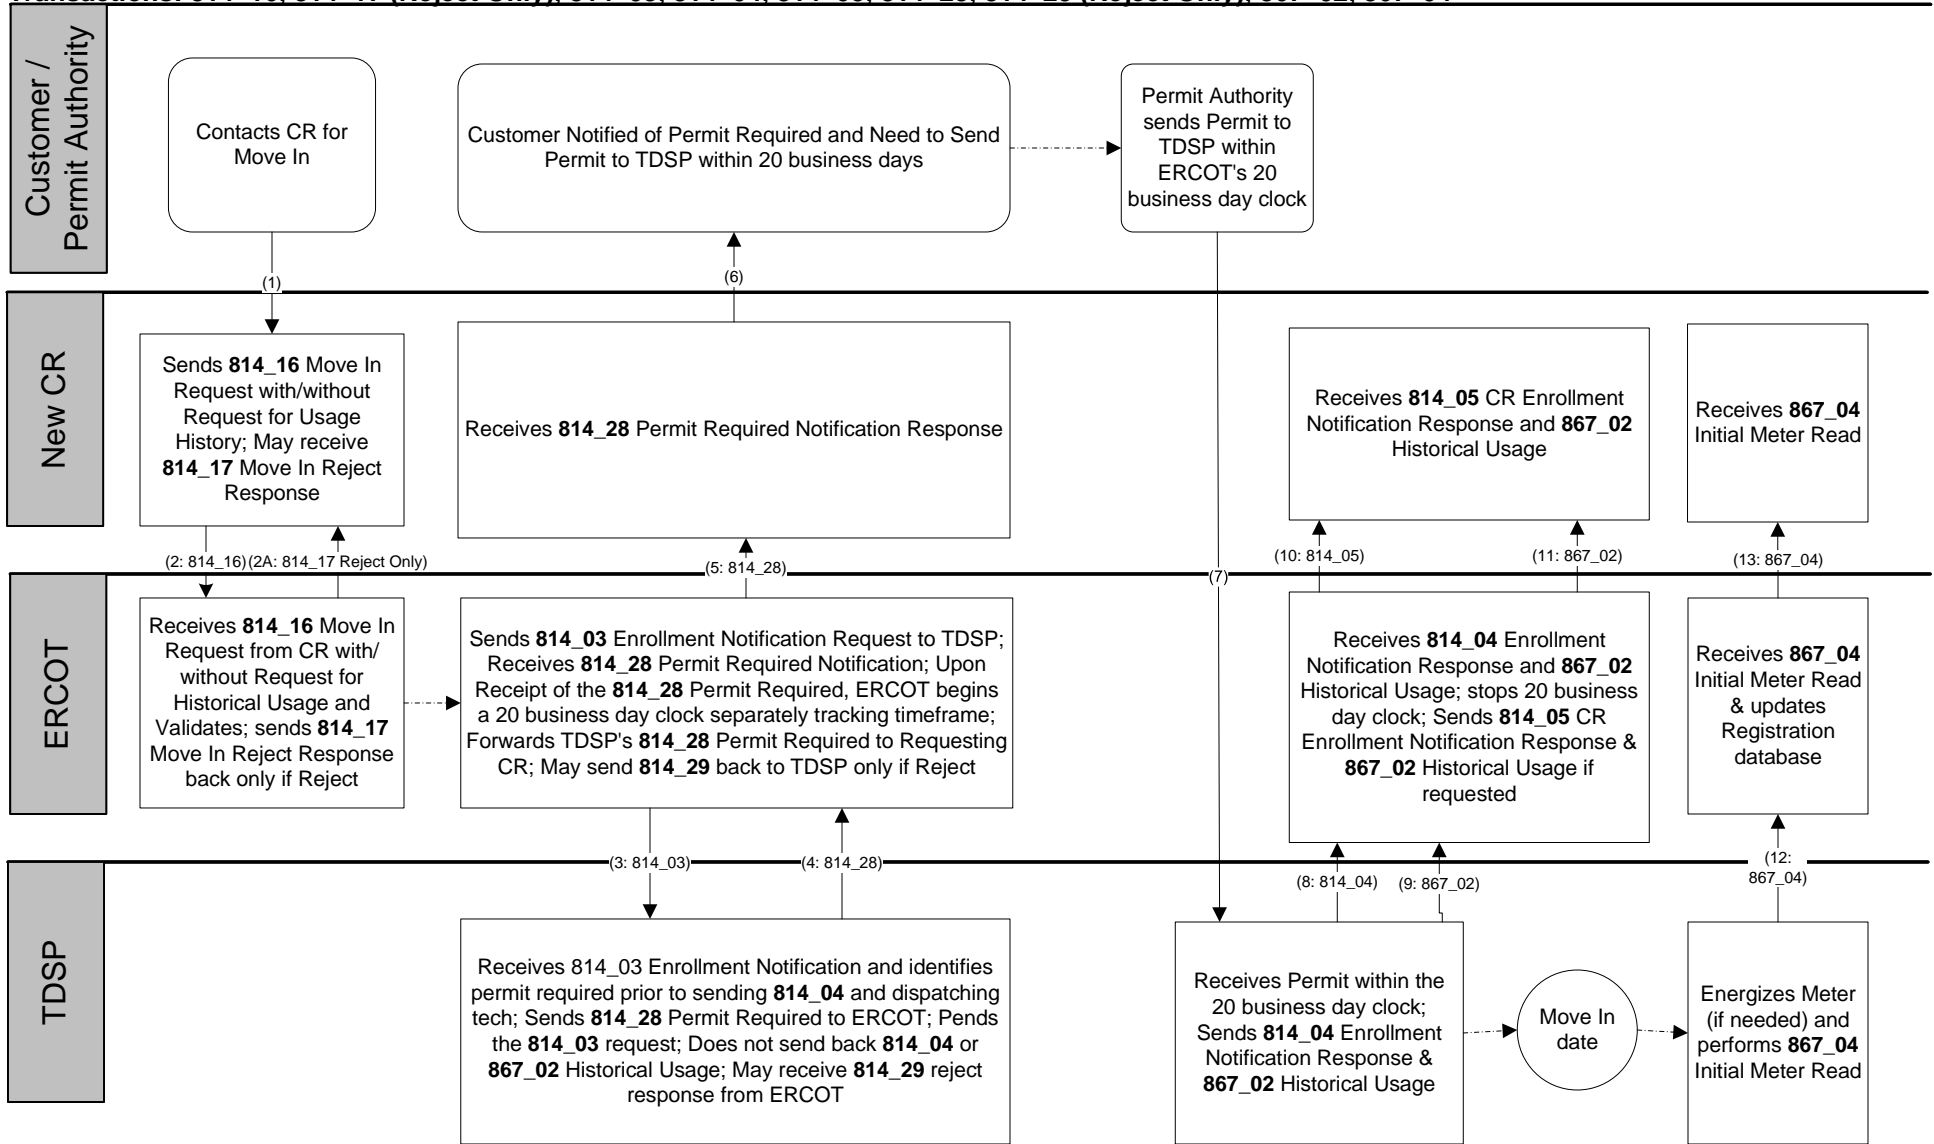 Customer /
Permit Authority
Contacts CR for
Move In
Customer Notified of Permit Required and Need to Send
Permit to TDSP within 20 business days
Permit Authority
sends Permit to
TDSP within
ERCOT's 20
business day clock
(1)
(6)
New CR
Sends 814_16 Move In
Request with/without
Request for Usage
History; May receive
814_17 Move In Reject
Response
Receives 814_28 Permit Required Notification Response
Receives 814_05 CR Enrollment
Notification Response and 867_02
Historical Usage
Receives 867_04
Initial Meter Read
(2: 814_16)
(2A: 814_17 Reject Only)
(5: 814_28)
(7)
(10: 814_05)
(11: 867_02)
(13: 867_04)
ERCOT
Receives 814_16 Move In
Request from CR with/
without Request for
Historical Usage and
Validates; sends 814_17
Move In Reject Response
back only if Reject
Sends 814_03 Enrollment Notification Request to TDSP;
Receives 814_28 Permit Required Notification; Upon
Receipt of the 814_28 Permit Required, ERCOT begins
a 20 business day clock separately tracking timeframe;
Forwards TDSP's 814_28 Permit Required to Requesting
CR; May send 814_29 back to TDSP only if Reject
Receives 814_04 Enrollment
Notification Response and 867_02
Historical Usage; stops 20 business
day clock; Sends 814_05 CR
Enrollment Notification Response &
867_02 Historical Usage if
requested
Receives 867_04
Initial Meter Read
& updates
Registration
database
(3: 814_03)
(4: 814_28)
(8: 814_04)
(9: 867_02)
(12:
867_04)
TDSP
Receives 814_03 Enrollment Notification and identifies
permit required prior to sending 814_04 and dispatching
tech; Sends 814_28 Permit Required to ERCOT; Pends
the 814_03 request; Does not send back 814_04 or
867_02 Historical Usage; May receive 814_29 reject
response from ERCOT
Receives Permit within the
20 business day clock;
Sends 814_04 Enrollment
Notification Response &
867_02 Historical Usage
Move In
date
Energizes Meter
(if needed) and
performs 867_04
Initial Meter Read